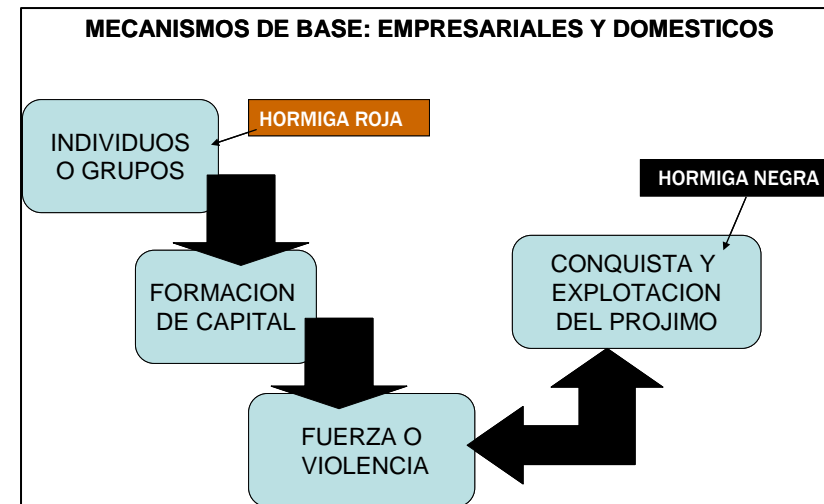 MECANISMOS DE BASE: EMPRESARIALES Y DOMESTICOS
HORMIGA ROJA
INDIVIDUOS
O GRUPOS
HORMIGA NEGRA
FORMACION
DE CAPITAL
CONQUISTA Y
EXPLOTACION
DEL PROJIMO
FUERZA O
VIOLENCIA